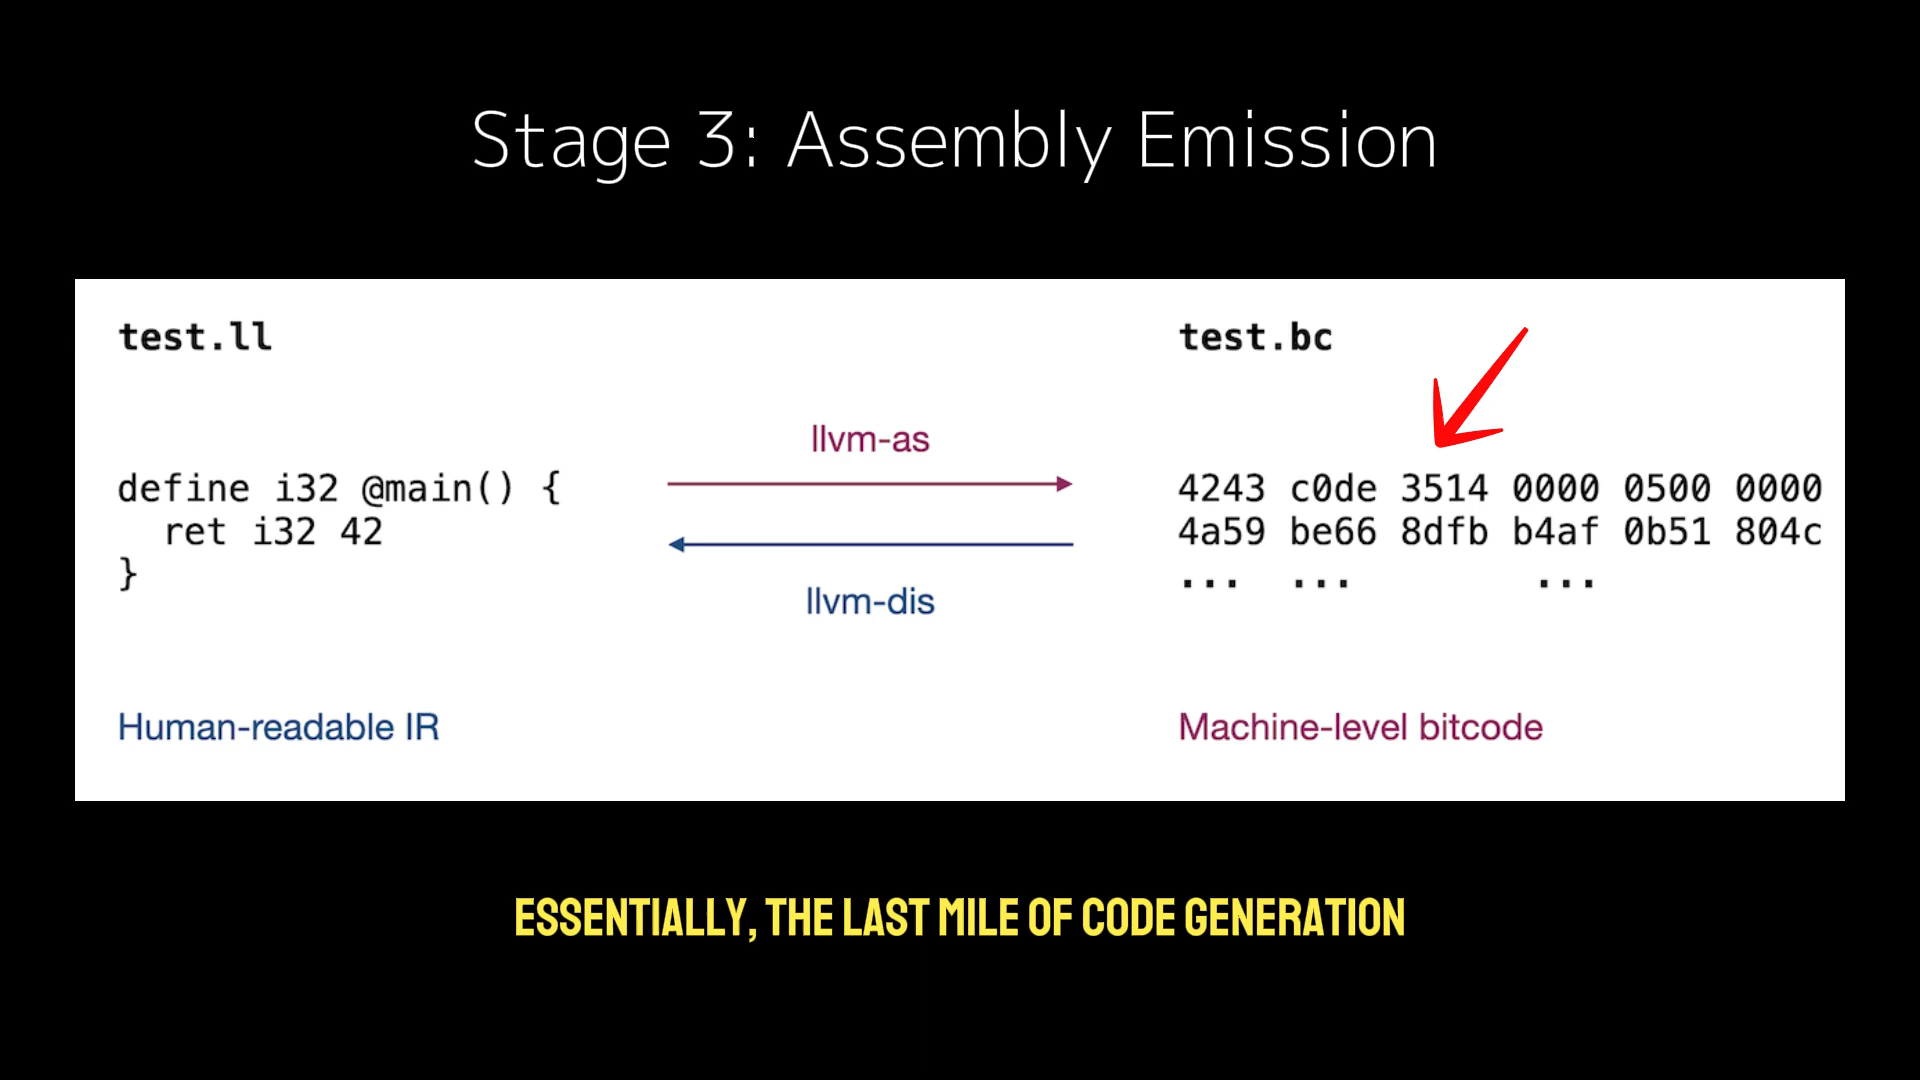 Stage 3: Assembly Emission
test.ll
test.bc
llvm-as
define i32 @main() {
ret i32 42
}
4243 c0de 3514 0000 0500 0000
4a59 be66 8dfb b4af 0b51 804c
... ... ...
llvm-dis
Human-readable IR
Machine-level bitcode
ESSENTIALLY, THE LAST MILE OF CODE GENERATION